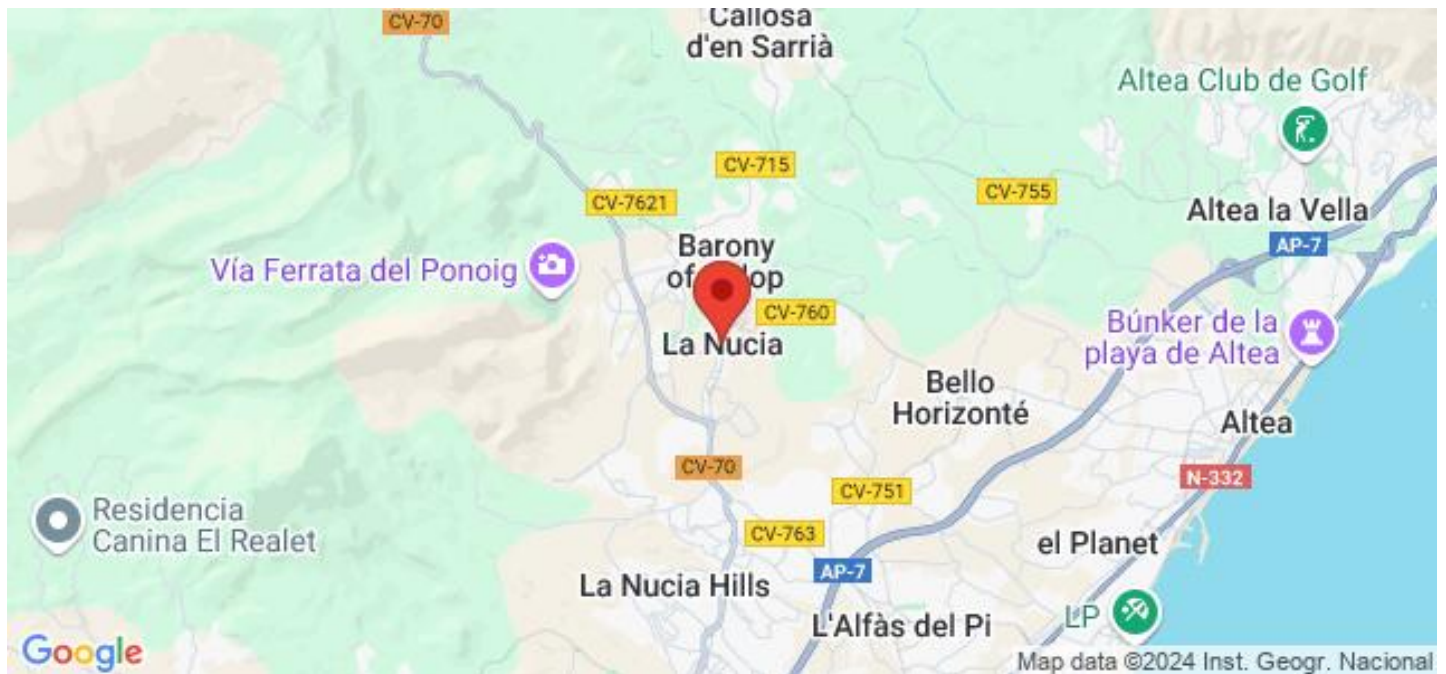 CV-70
Callosa
d'en Sarrià
Altea Club de Golf
CV-715
CV-755
CV-7621
Altea la Vella
Barony
AP-7
Vía Ferrata del Ponoig
CV-760
Búnker de la
playa de Altea
La Nucia
Bello
Horizonté
Altea
CV-70
N-332
CV-751
Residencia
Canina El Realet
CV-763
el Planet
AP-7
La Nucia Hills
LP
L'Alfàs del Pi
Google
Map data ©2024 Inst. Geogr. Nacional